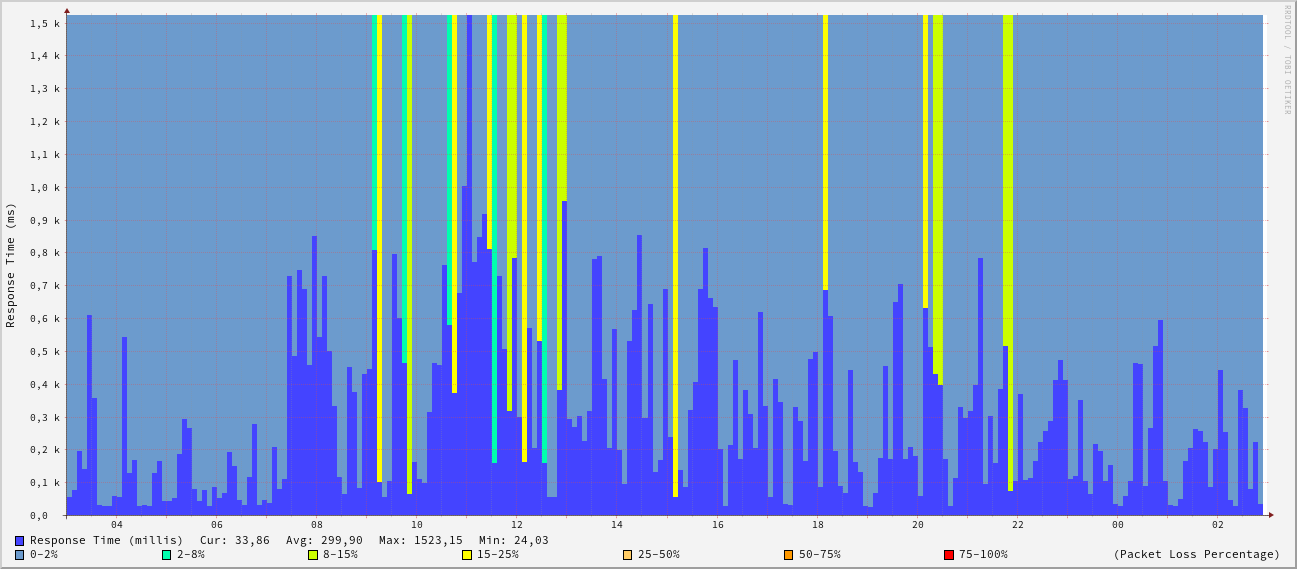 RRDTOOL / TOBI OETIKER
Response Time (ms)
1,5 k
1,4 k
1,3 k
1,2 k
1,1 k
1,0 k
0,9 k
0,8 k
0,7 k
0,6 k
0,5 k
0,4 k
0,3 k
0,2 k
0,1 k
0,0
04 06 08 10 12 14 16 18 20 22 00 02
Response Time (millis) Cur: 33,86 Avg: 299,90 Max: 1523,15 Min: 24,03
0-2% 2-8% 8-15% 15-25% 25-50% 50-75% 75-100% (Packet Loss Percentage)